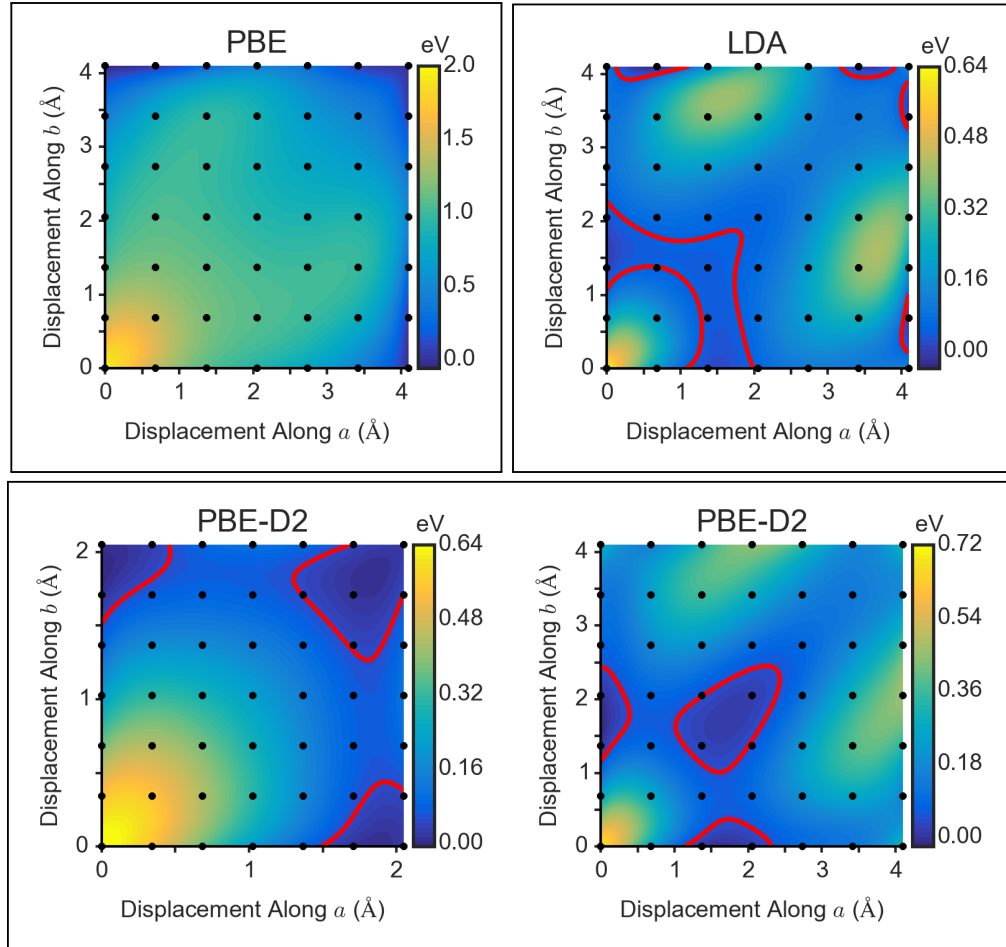 PBE
eV
2.0
1.5
1.0
0.5
0.0
4
3
2
1
0
Displacement Along b (Å)
0 1 2 3 4
Displacement Along a (Å)
LDA
eV
0.64
0.48
0.32
0.16
0.00
4
3
2
1
0
Displacement Along b (Å)
0 1 2 3 4
Displacement Along a (Å)
PBE-D2
eV
0.64
0.48
0.32
0.16
0.00
2
1
0
Displacement Along b (Å)
0 1 2
Displacement Along a (Å)
PBE-D2
eV
0.72
0.54
0.36
0.18
0.00
4
3
2
1
0
Displacement Along b (Å)
0 1 2 3 4
Displacement Along a (Å)